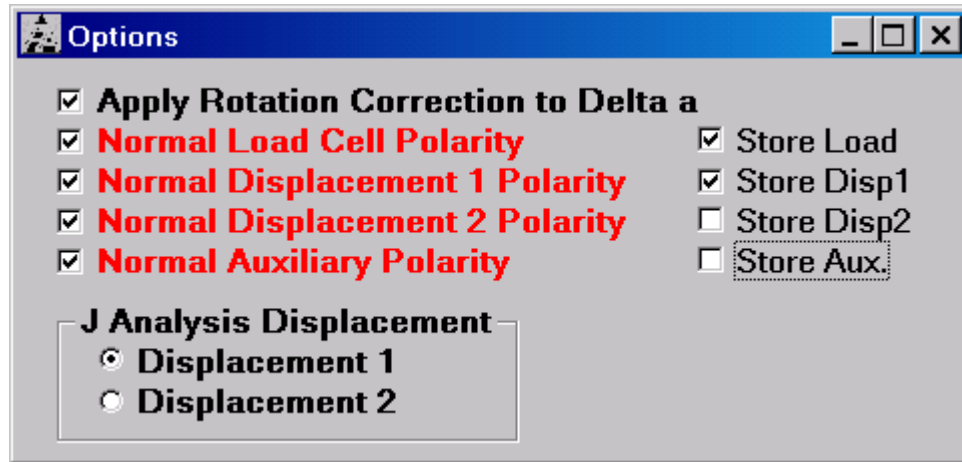 Options
Apply Rotation Correction to Delta a
Normal Load Cell Polarity
Store Load
Normal Displacement 1 Polarity
Store Disp1
Normal Displacement 2 Polarity
Store Disp2
Normal Auxiliary Polarity
Store Aux.
J Analysis Displacement
Displacement 1
Displacement 2